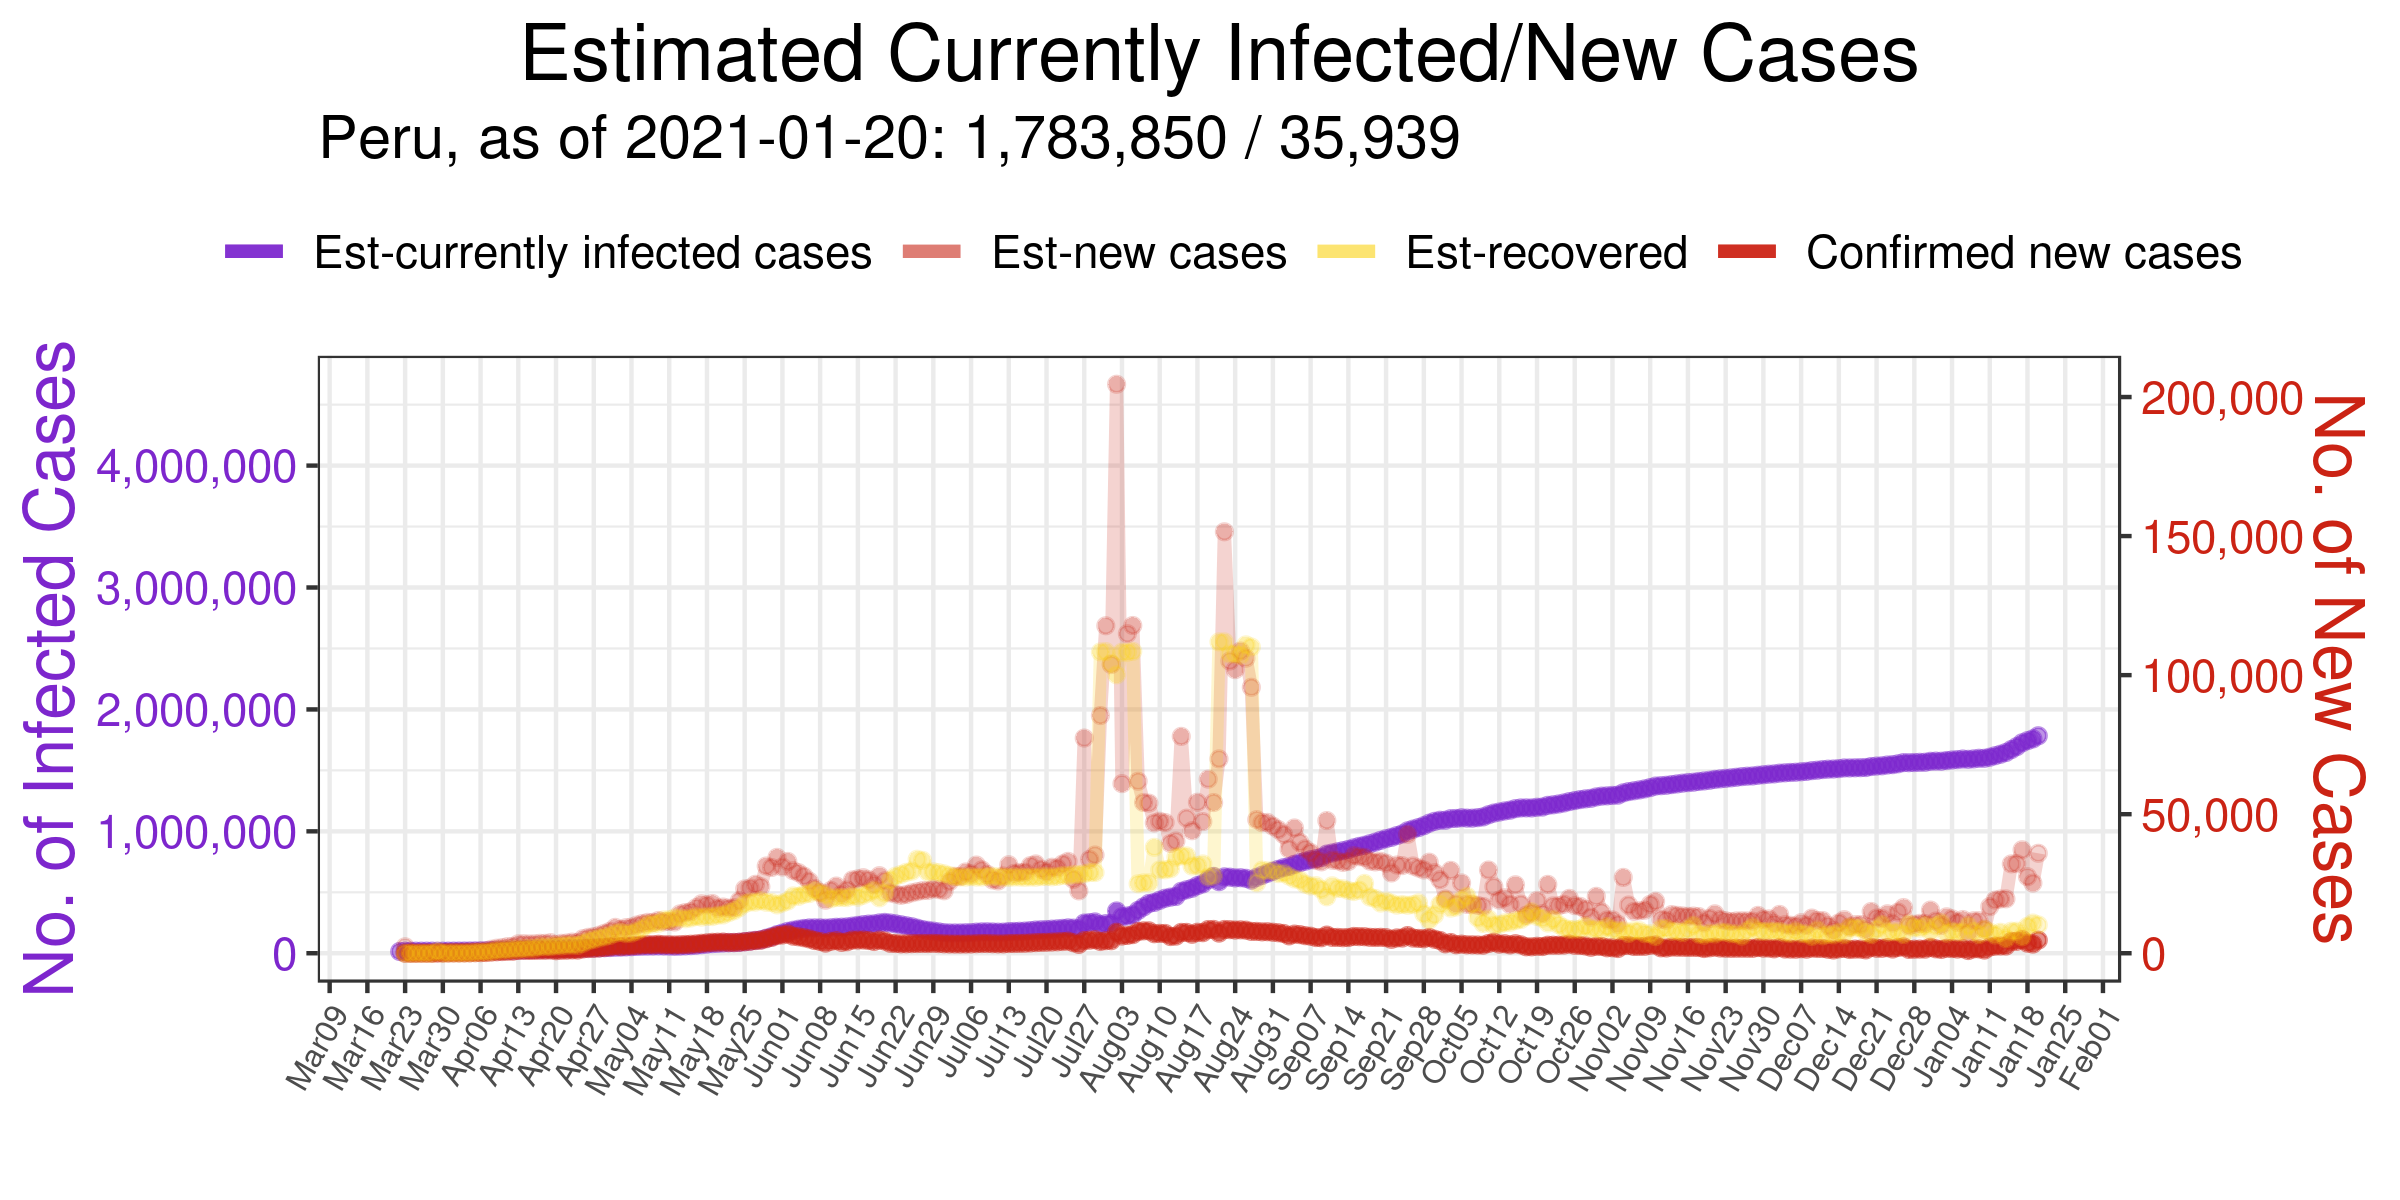 Estimated Currently Infected/New Cases
Peru, as of 2021-01-20: 1,783,850 / 35,939
Est-currently infected cases Est-new cases Est-recovered Confirmed new cases
No. of Infected Cases
4,000,000
3,000,000
2,000,000
1,000,000
0
200,000
150,000
100,000
50,000
0
No. of New Cases
Mar09 Mar16 Mar23 Mar30 Apr06 Apr13 Apr20 Apr27 May04 May11 May18 May25 Jun01 Jun08 Jun15 Jun22 Jun29 Jul06 Jul13 Jul20 Jul27 Aug03 Aug10 Aug17 Aug24 Aug31 Sep07 Sep14 Sep21 Sep28 Oct05 Oct12 Oct19 Oct26 Nov02 Nov09 Nov16 Nov23 Nov30 Dec07 Dec14 Dec21 Dec28 Jan04 Jan11 Jan18 Jan25 Feb01